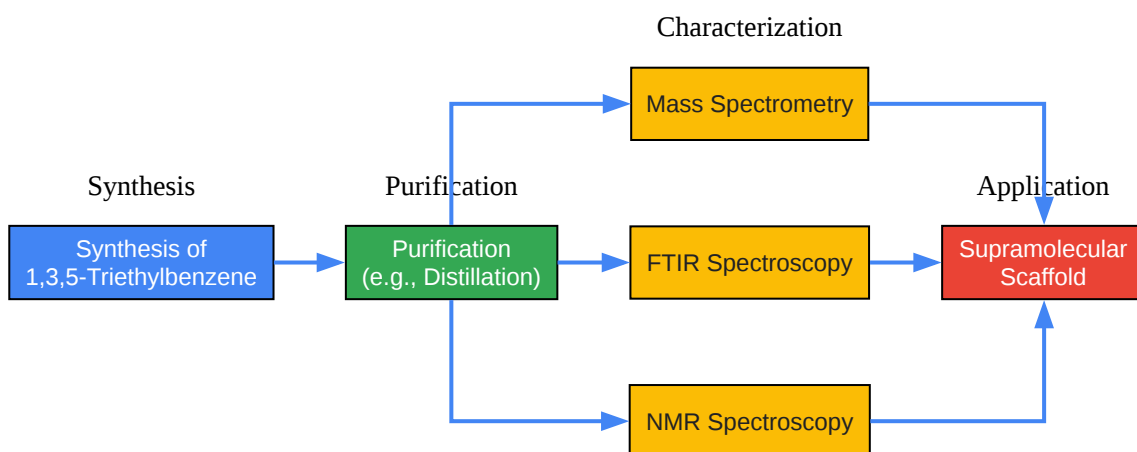 Characterization
Mass Spectrometry
Synthesis
Purification
Application
Synthesis of
1,3,5-Triethylbenzene
Purification
(e.g., Distillation)
FTIR Spectroscopy
Supramolecular
Scaffold
NMR Spectroscopy